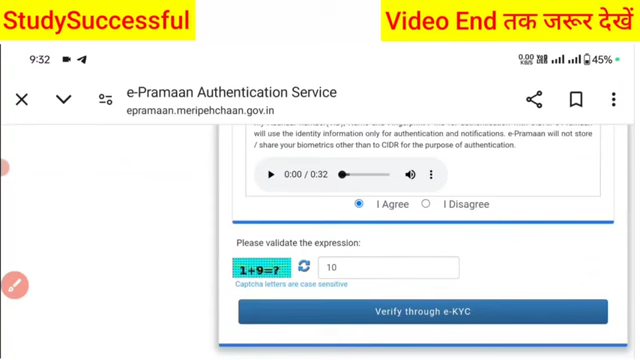 StudySuccessful
Video End तक जरूर देखें
9:32
0.00 KB/S
45%
e-Pramaan Authentication Service
epramaan.meripehchaan.gov.in
will use the identity information only for authentication and notifications. e-Pramaan will not store
/ share your biometrics other than to CIDR for the purpose of authentication.
0:00 / 0:32
I Agree
I Disagree
Please validate the expression:
1+9=?
10
Captcha letters are case sensitive
Verify through e-KYC